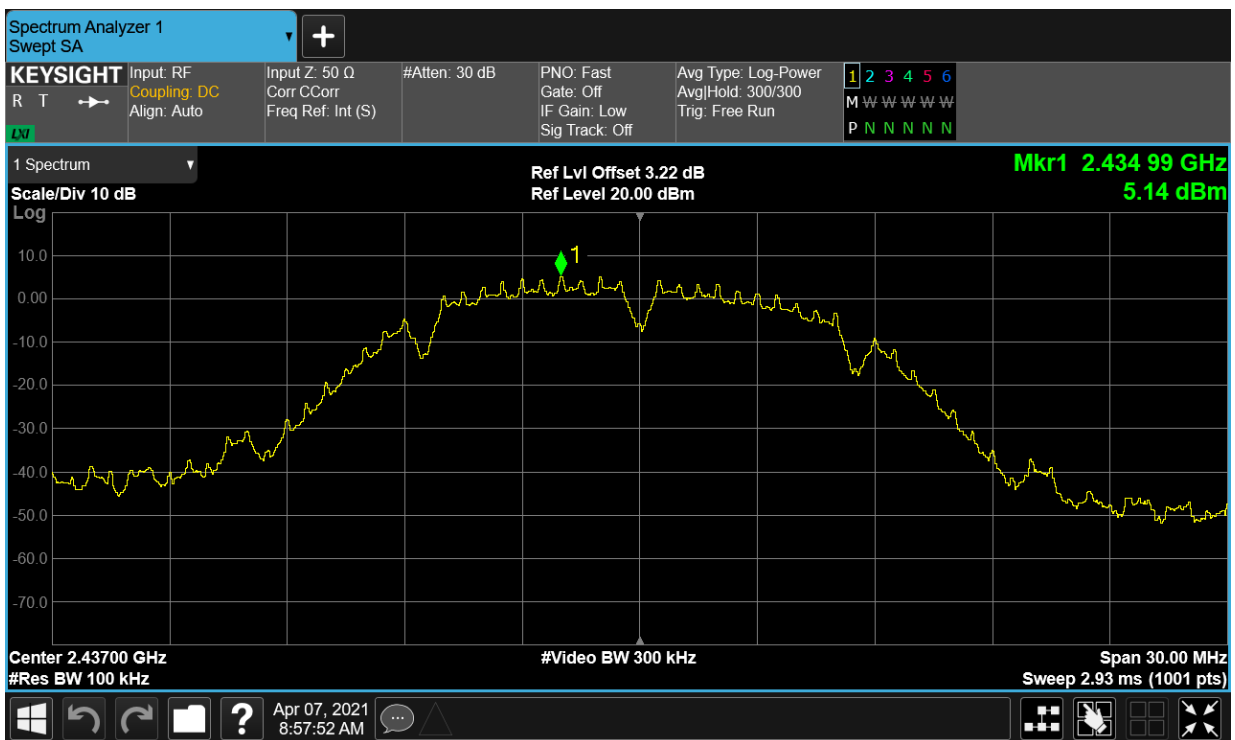 Spectrum Analyzer 1
Swept SA
KEYSIGHT
R T
LXI
Input: RF
Coupling: DC
Align: Auto
Input Z: 50 Ω
Corr CCorr
Freq Ref: Int (S)
#Atten: 30 dB
PNO: Fast
Gate: Off
IF Gain: Low
Sig Track: Off
Avg Type: Log-Power
Avg|Hold: 300/300
Trig: Free Run
1 2 3 4 5 6
M W W W W W
P N N N N N
1 Spectrum
Scale/Div 10 dB
Log
Ref Lvl Offset 3.22 dB
Ref Level 20.00 dBm
Mkr1 2.434 99 GHz
5.14 dBm
1
10.0
0.00
-10.0
-20.0
-30.0
-40.0
-50.0
-60.0
-70.0
Center 2.43700 GHz
#Res BW 100 kHz
#Video BW 300 kHz
Span 30.00 MHz
Sweep 2.93 ms (1001 pts)
?
Apr 07, 2021
8:57:52 AM